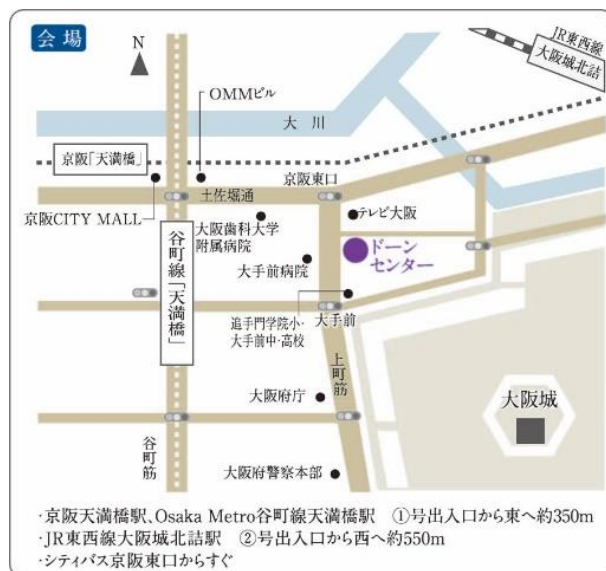 会場
N
JR東西線
大阪城北詰
OMMビル
大川
京阪「天満橋」
京阪東口
土佐堀通
京阪CITY MALL
テレビ大阪
大阪歯科大学
附属病院
ドーン
センター
大手前病院
谷町線「天満橋」
追手門学院小・
大手前中・高校
大手前
上町筋
大阪府庁
大阪城
谷町筋
大阪府警察本部
・京阪天満橋駅、Osaka Metro谷町線天満橋駅　①号出入口から東へ約350m
・JR東西線大阪城北詰駅　②号出入口から西へ約550m
・シティバス京阪東口からすぐ